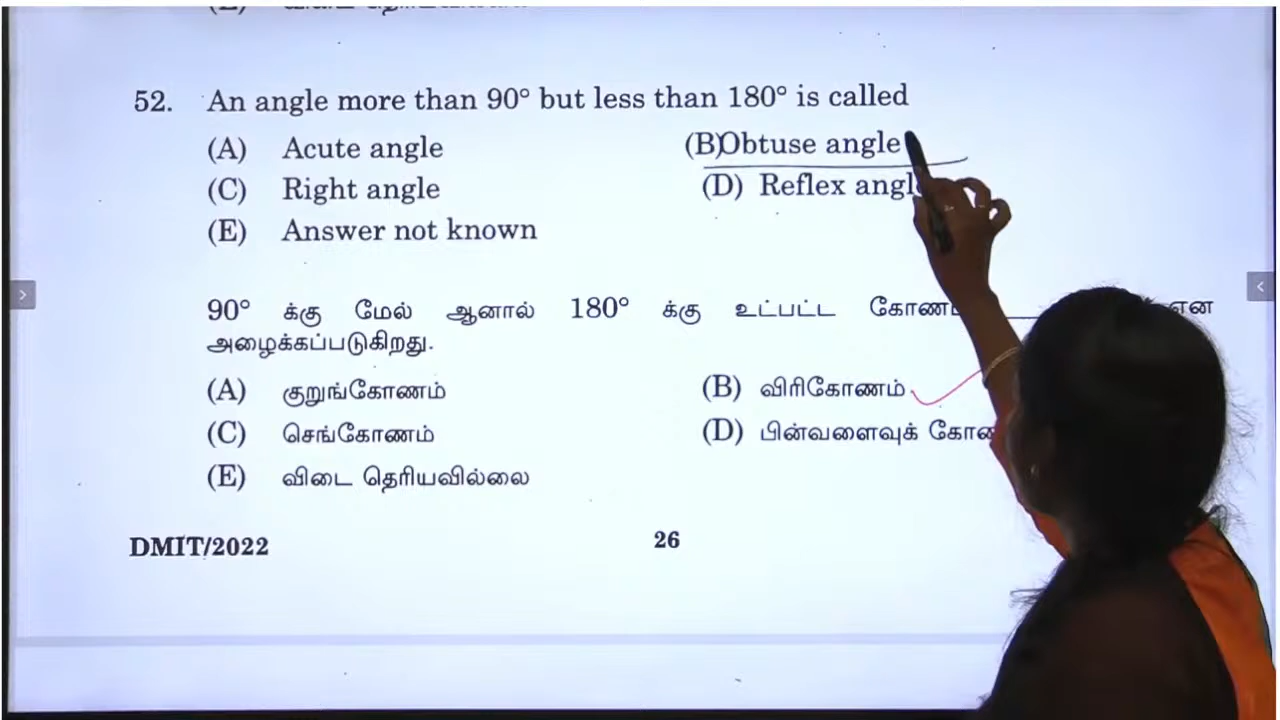 52. An angle more than 90° but less than 180° is called
(A) Acute angle (B) Obtuse angle
(C) Right angle (D) Reflex
(E) Answer not known
90° க்கு மேல் ஆனால் 180° க்கு உட்பட்ட என
அழைக்கப்படுகிறது.
(A) குறுங்கோணம் (B) விரிகோணம்
(C) செங்கோணம் (D) பின்வளைவுக்
(E) விடை தெரியவில்லை
DMIT/2022 26